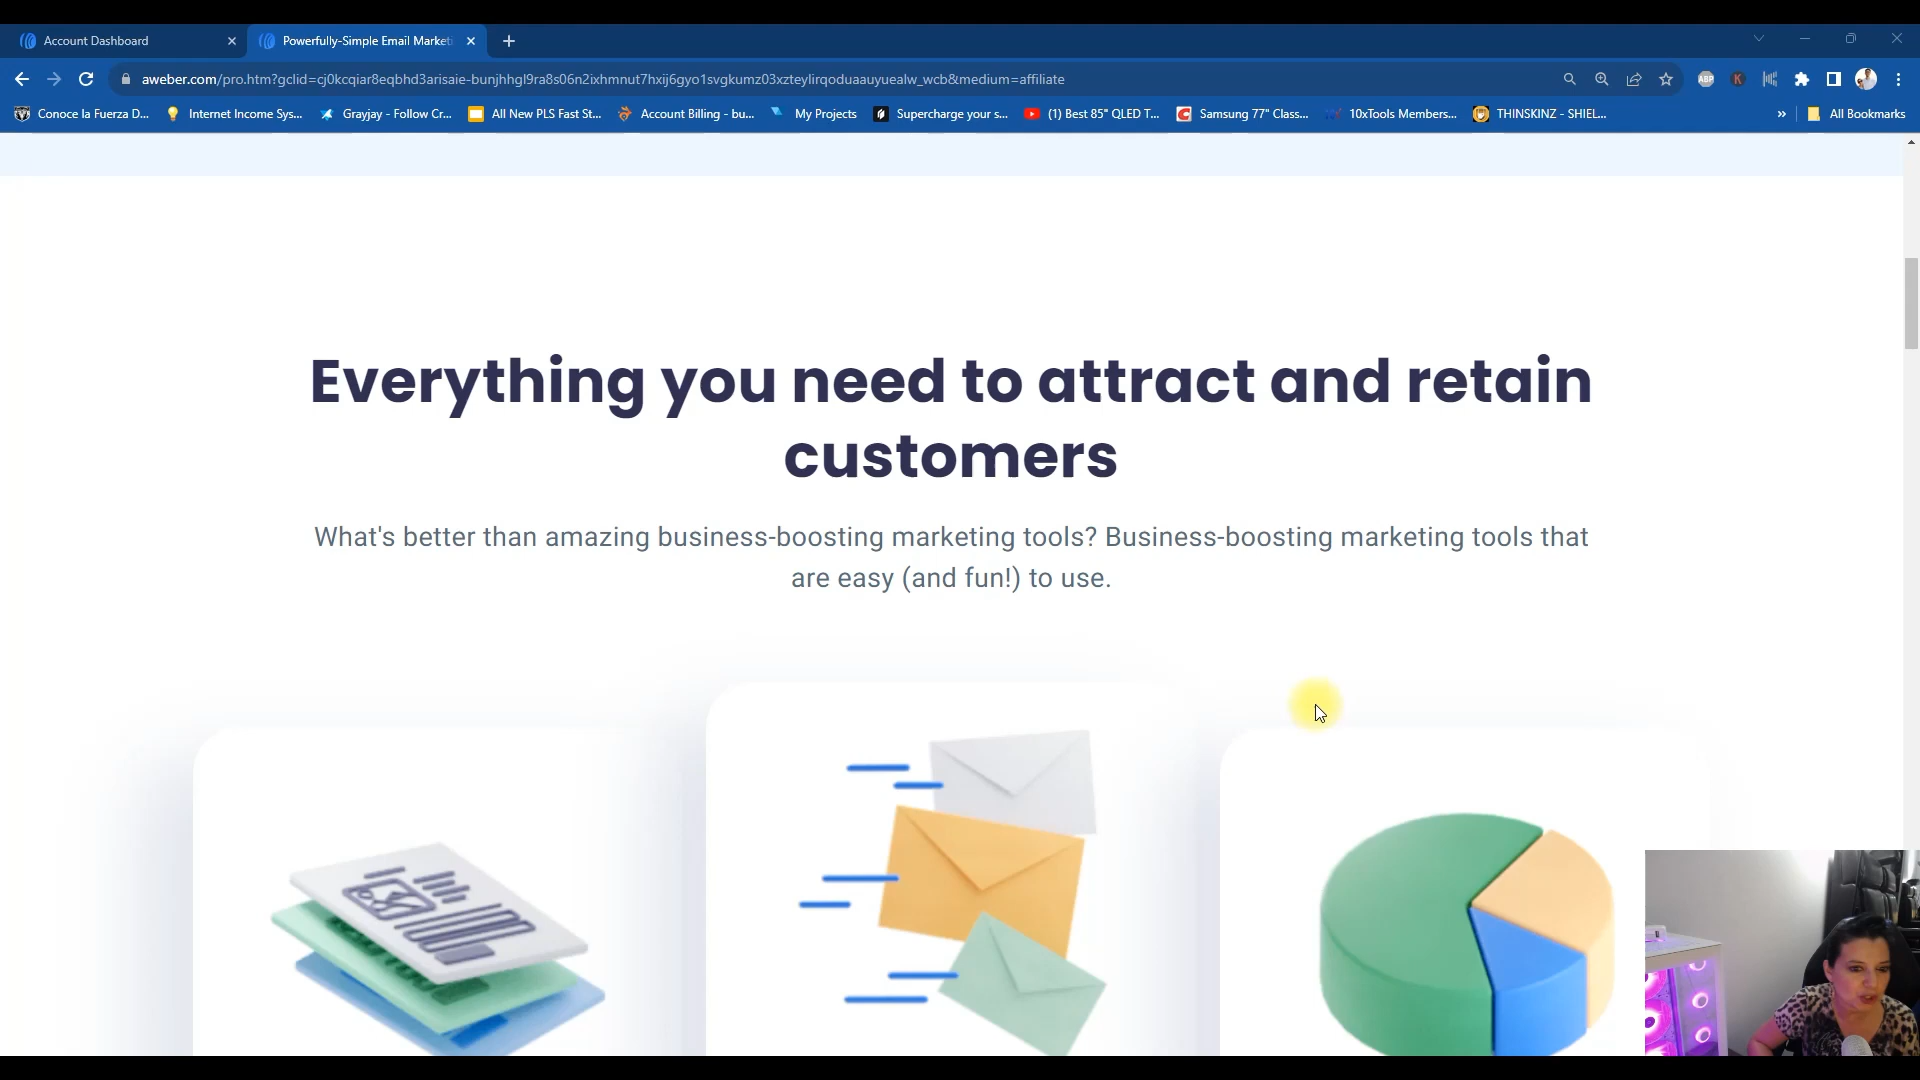 Account Dashboard
Powerfully-Simple Email Market
aweber.com/pro.htm?gclid=cj0kcqiar8eqbhd3arisaie-bunjhhgl9ra8s06n2ixhmnut7hxij6gyo1svgkumz03xzteylirqoduaauyuealw_wcb&medium=affiliate
ABP
K
Conoce la Fuerza D...
Internet Income Sys...
Grayjay - Follow Cr...
All New PLS Fast St...
Account Billing - bu...
My Projects
Supercharge your s...
(1) Best 85" QLED T...
Samsung 77" Class...
10xTools Members...
THINSKINZ - SHIEL...
»
All Bookmarks
Everything you need to attract and retain
customers
What's better than amazing business-boosting marketing tools? Business-boosting marketing tools that
are easy (and fun!) to use.